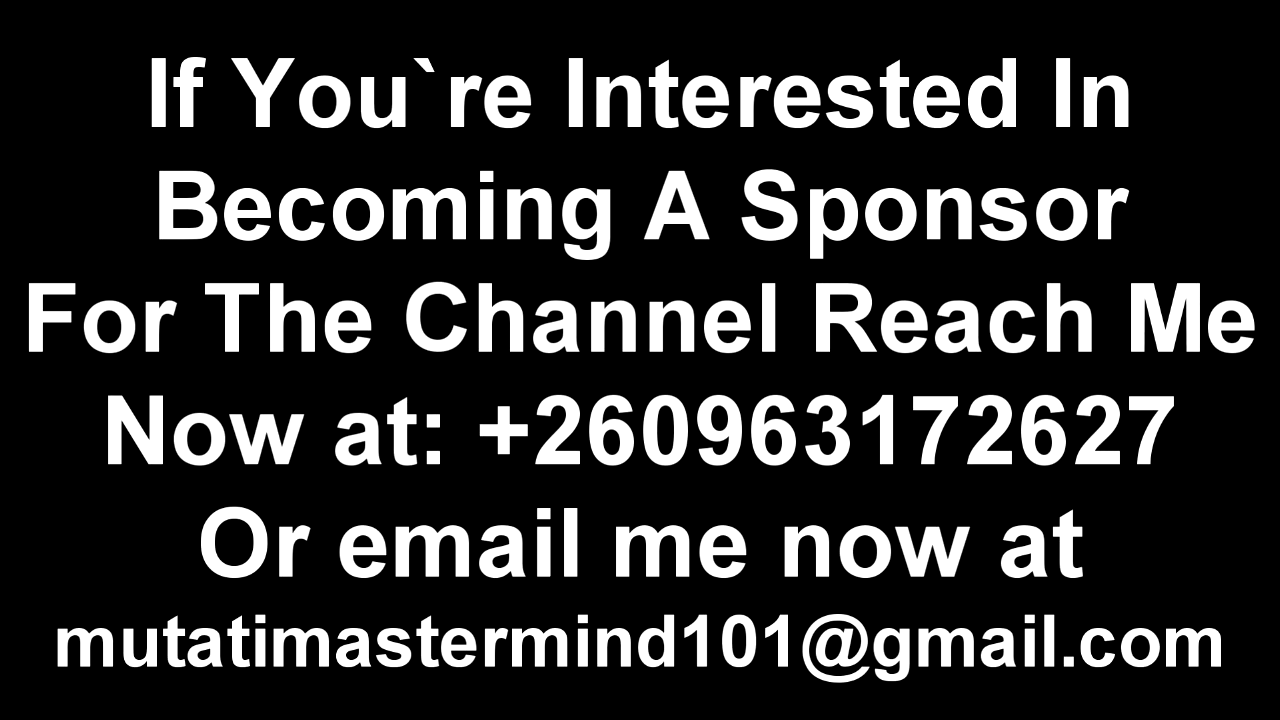 If You`re Interested In
Becoming A Sponsor
For The Channel Reach Me
Now at: +260963172627
Or email me now at
mutatimastermind101@gmail.com